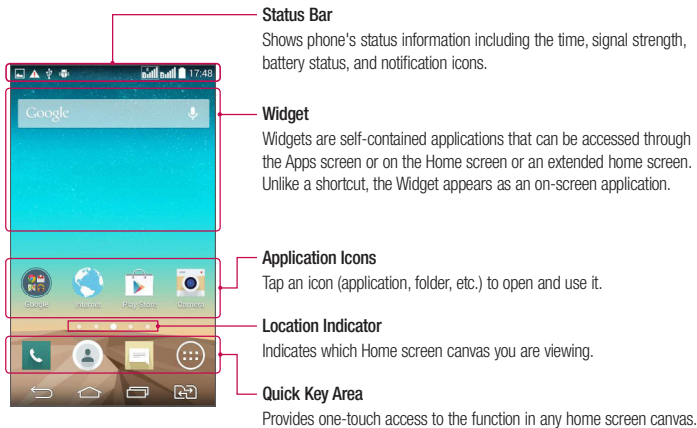 Status Bar
Shows phone's status information including the time, signal strength,
battery status, and notification icons.
17:48
Google
Widget
Widgets are self-contained applications that can be accessed through
the Apps screen or on the Home screen or an extended home screen.
Unlike a shortcut, the Widget appears as an on-screen application.
Application Icons
Tap an icon (application, folder, etc.) to open and use it.
Google Internet Play Store Camera
Location Indicator
Indicates which Home screen canvas you are viewing.
Quick Key Area
Provides one-touch access to the function in any home screen canvas.